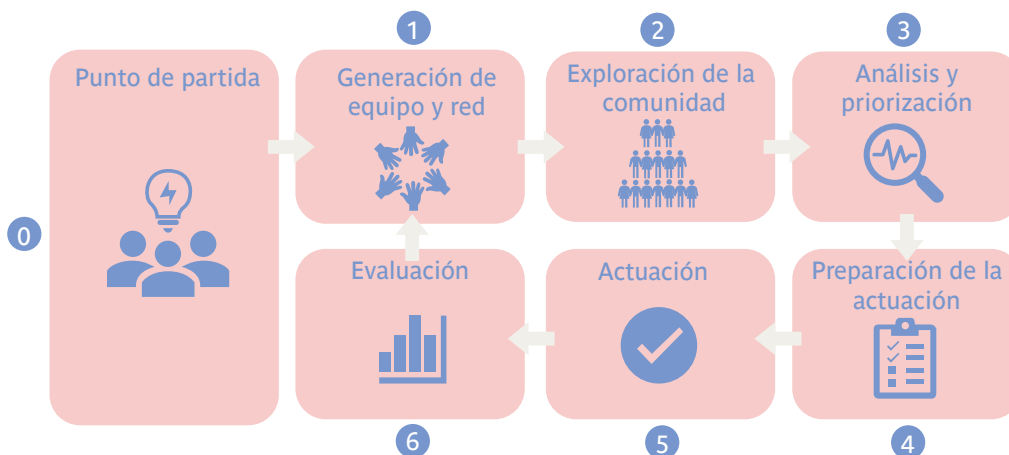 0
Punto de partida
1
Generación de
equipo y red
2
Exploración de la
comunidad
3
Análisis y
priorización
4
Preparación de la
actuación
5
Actuación
6
Evaluación